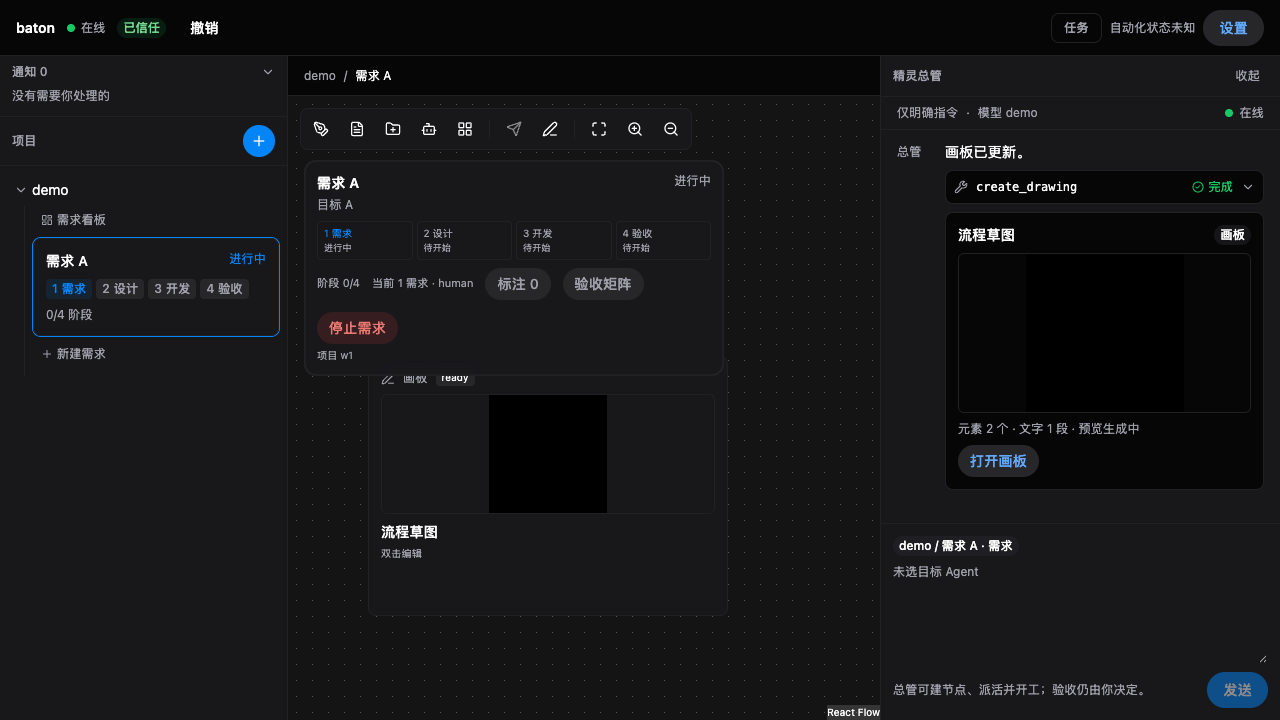 baton 在线 已信任 撤销
任务 自动化状态未知 设置
通知 0
没有需要你处理的
项目
demo
需求看板
需求 A 进行中
1 需求 2 设计 3 开发 4 验收
0/4 阶段
新建需求
demo / 需求 A
需求 A 进行中
目标 A
1 需求 2 设计 3 开发 4 验收
进行中 待开始 待开始 待开始
阶段 0/4 当前 1 需求 · human 标注 0 验收矩阵
停止需求
项目 w1
画板 ready
流程草图
双击编辑
React Flow
精灵总管 收起
仅明确指令 · 模型 demo 在线
总管 画板已更新。
create_drawing 完成
流程草图 画板
元素 2 个 · 文字 1 段 · 预览生成中
打开画板
demo / 需求 A · 需求
未选目标 Agent
总管可建节点、派活并开工；验收仍由你决定。 发送